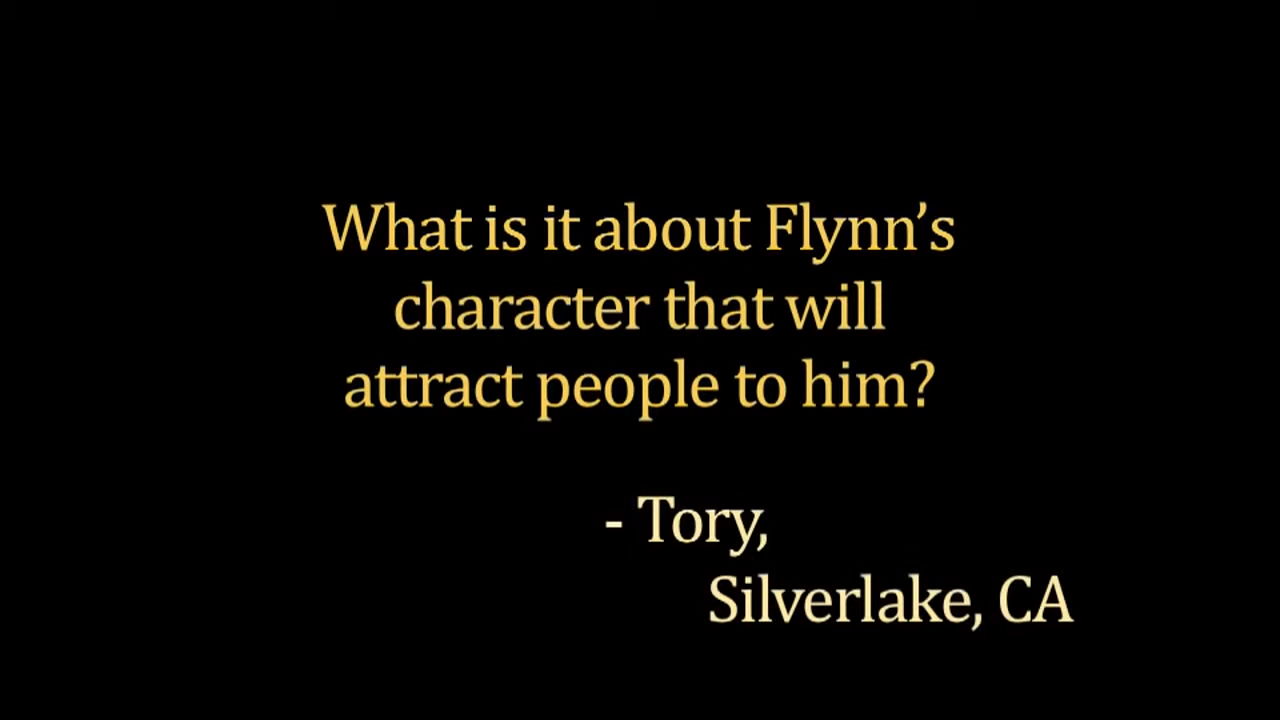 What is it about Flynn’s
character that will
attract people to him?
- Tory,
Silverlake, CA